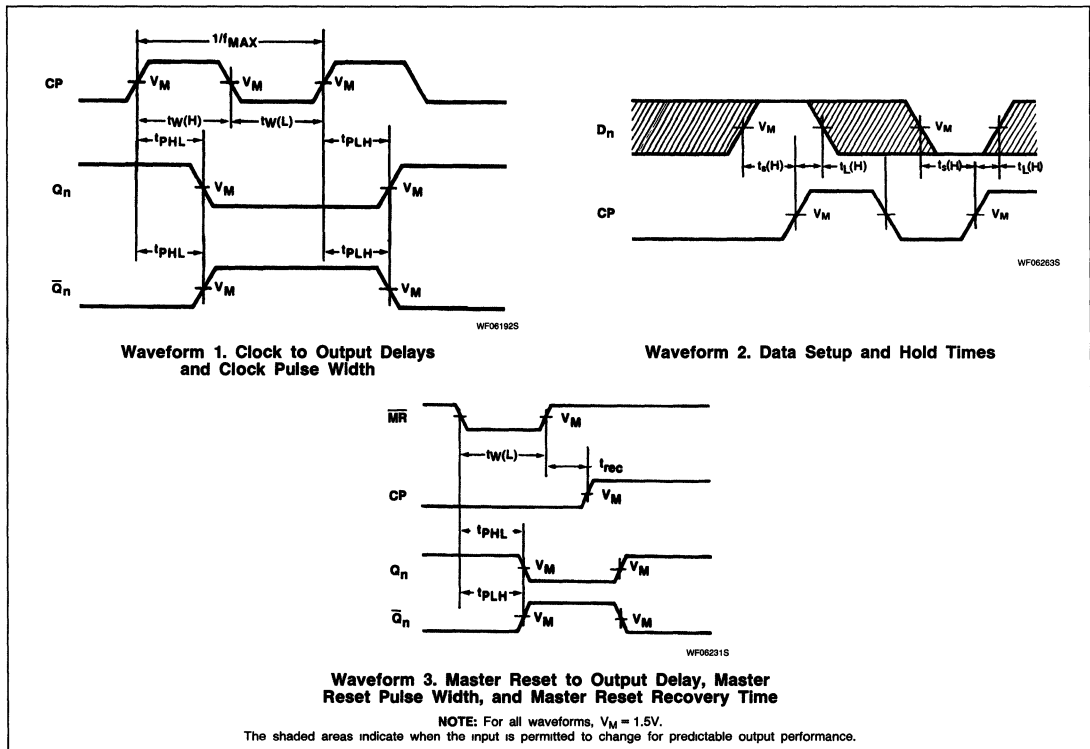 1/fMAX
CP
VM VM VM
tW(H) tW(L)
tPHL tPLH
Qn
VM VM
tPHL tPLH
Q̅n
VM VM
WF06192S
Waveform 1. Clock to Output Delays
and Clock Pulse Width
Dn
VM VM
ts(H) tL(H) ts(H) tL(H)
CP
VM VM
WF06263S
Waveform 2. Data Setup and Hold Times
M̅R̅
VM
tW(L)
trec
CP
VM
tPHL
Qn
VM VM
tPLH
Q̅n
VM VM
WF06231S
Waveform 3. Master Reset to Output Delay, Master
Reset Pulse Width, and Master Reset Recovery Time
NOTE: For all waveforms, VM = 1.5V.
The shaded areas indicate when the input is permitted to change for predictable output performance.